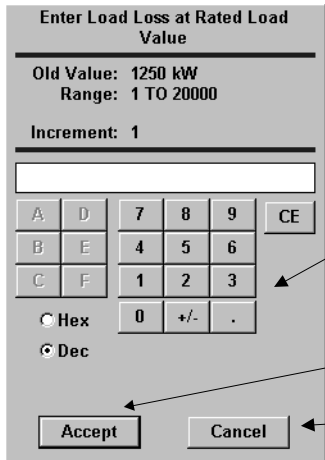 Enter Load Loss at Rated Load
Value
Old Value: 1250 kW
Range: 1 TO 20000
Increment: 1
A D 7 8 9 CE
B E 4 5 6
C F 1 2 3
Hex 0 +/- .
Dec
Accept Cancel